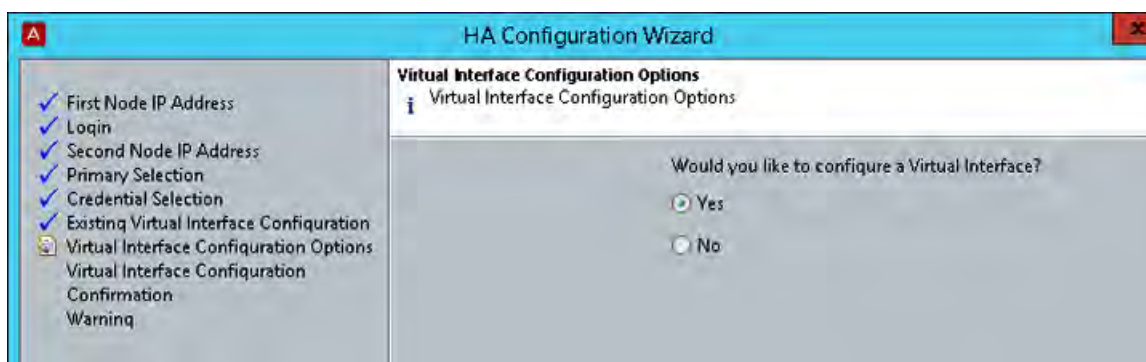 A
HA Configuration Wizard
x
First Node IP Address
Login
Second Node IP Address
Primary Selection
Credential Selection
Existing Virtual Interface Configuration
Virtual Interface Configuration Options
Virtual Interface Configuration
Confirmation
Warning
Virtual Interface Configuration Options
i Virtual Interface Configuration Options
Would you like to configure a Virtual Interface?
Yes
No